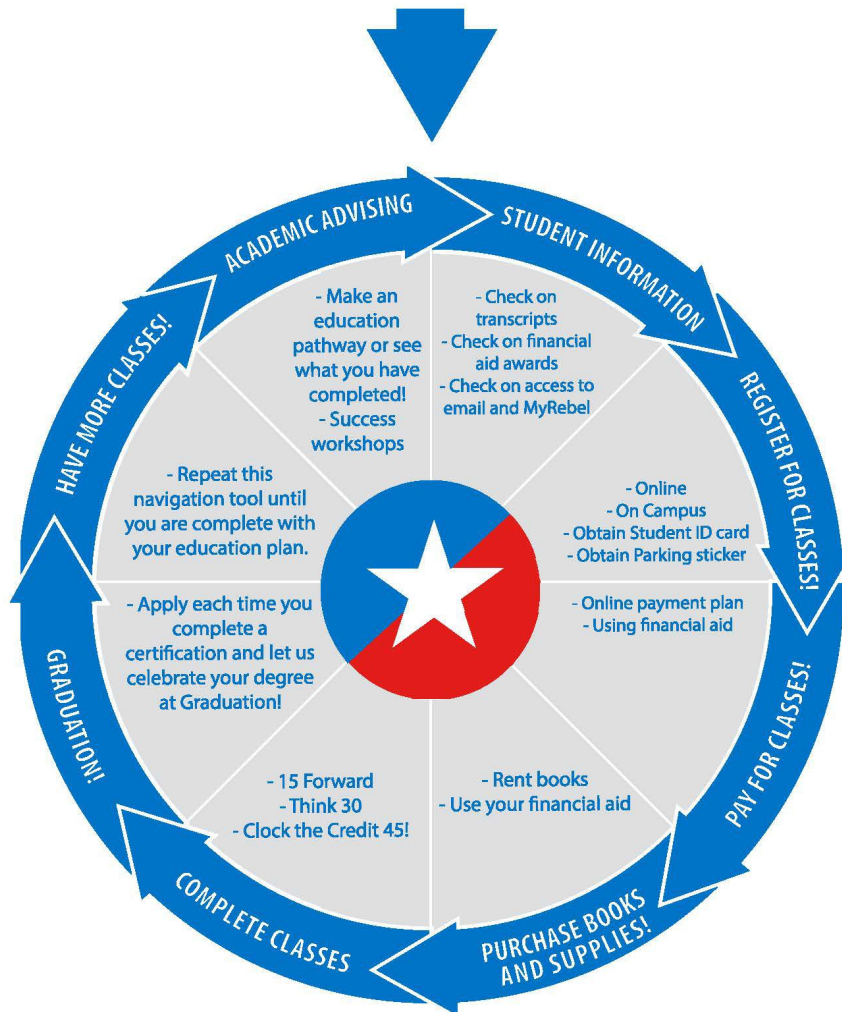 ACADEMIC ADVISING
- Make an
education
pathway or see
what you have
completed!
- Success
workshops
STUDENT INFORMATION
- Check on
transcripts
- Check on financial
aid awards
- Check on access to
email and MyRebel
REGISTER FOR CLASSES!
- Online
- On Campus
- Obtain Student ID card
- Obtain Parking sticker
PAY FOR CLASSES!
- Online payment plan
- Using financial aid
PURCHASE BOOKS
AND SUPPLIES!
- Rent books
- Use your financial aid
COMPLETE CLASSES
- 15 Forward
- Think 30
- Clock the Credit 45!
GRADUATION!
- Apply each time you
complete a
certification and let us
celebrate your degree
at Graduation!
HAVE MORE CLASSES!
- Repeat this
navigation tool until
you are complete with
your education plan.